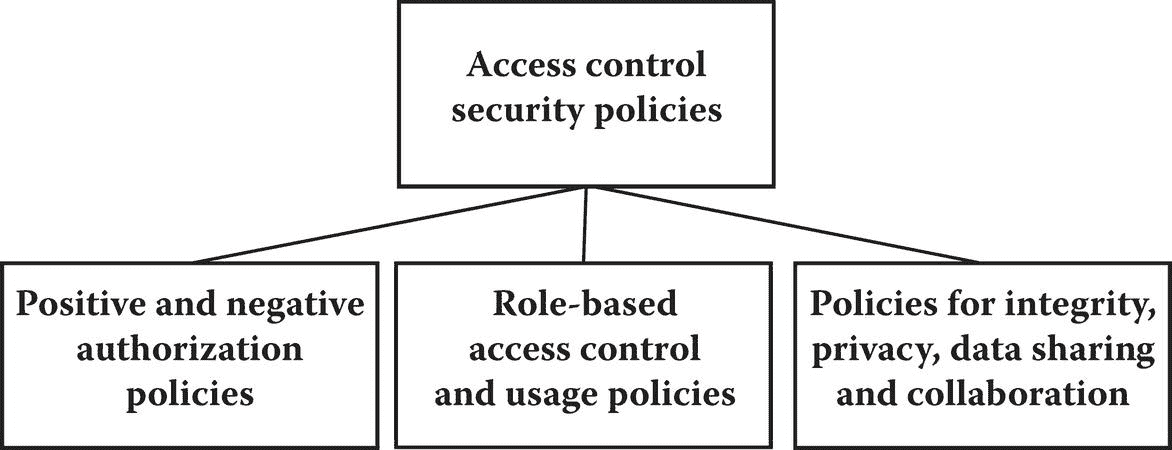 Access control
security policies
Positive and negative
authorization
policies
Role-based
access control
and usage policies
Policies for integrity,
privacy, data sharing
and collaboration